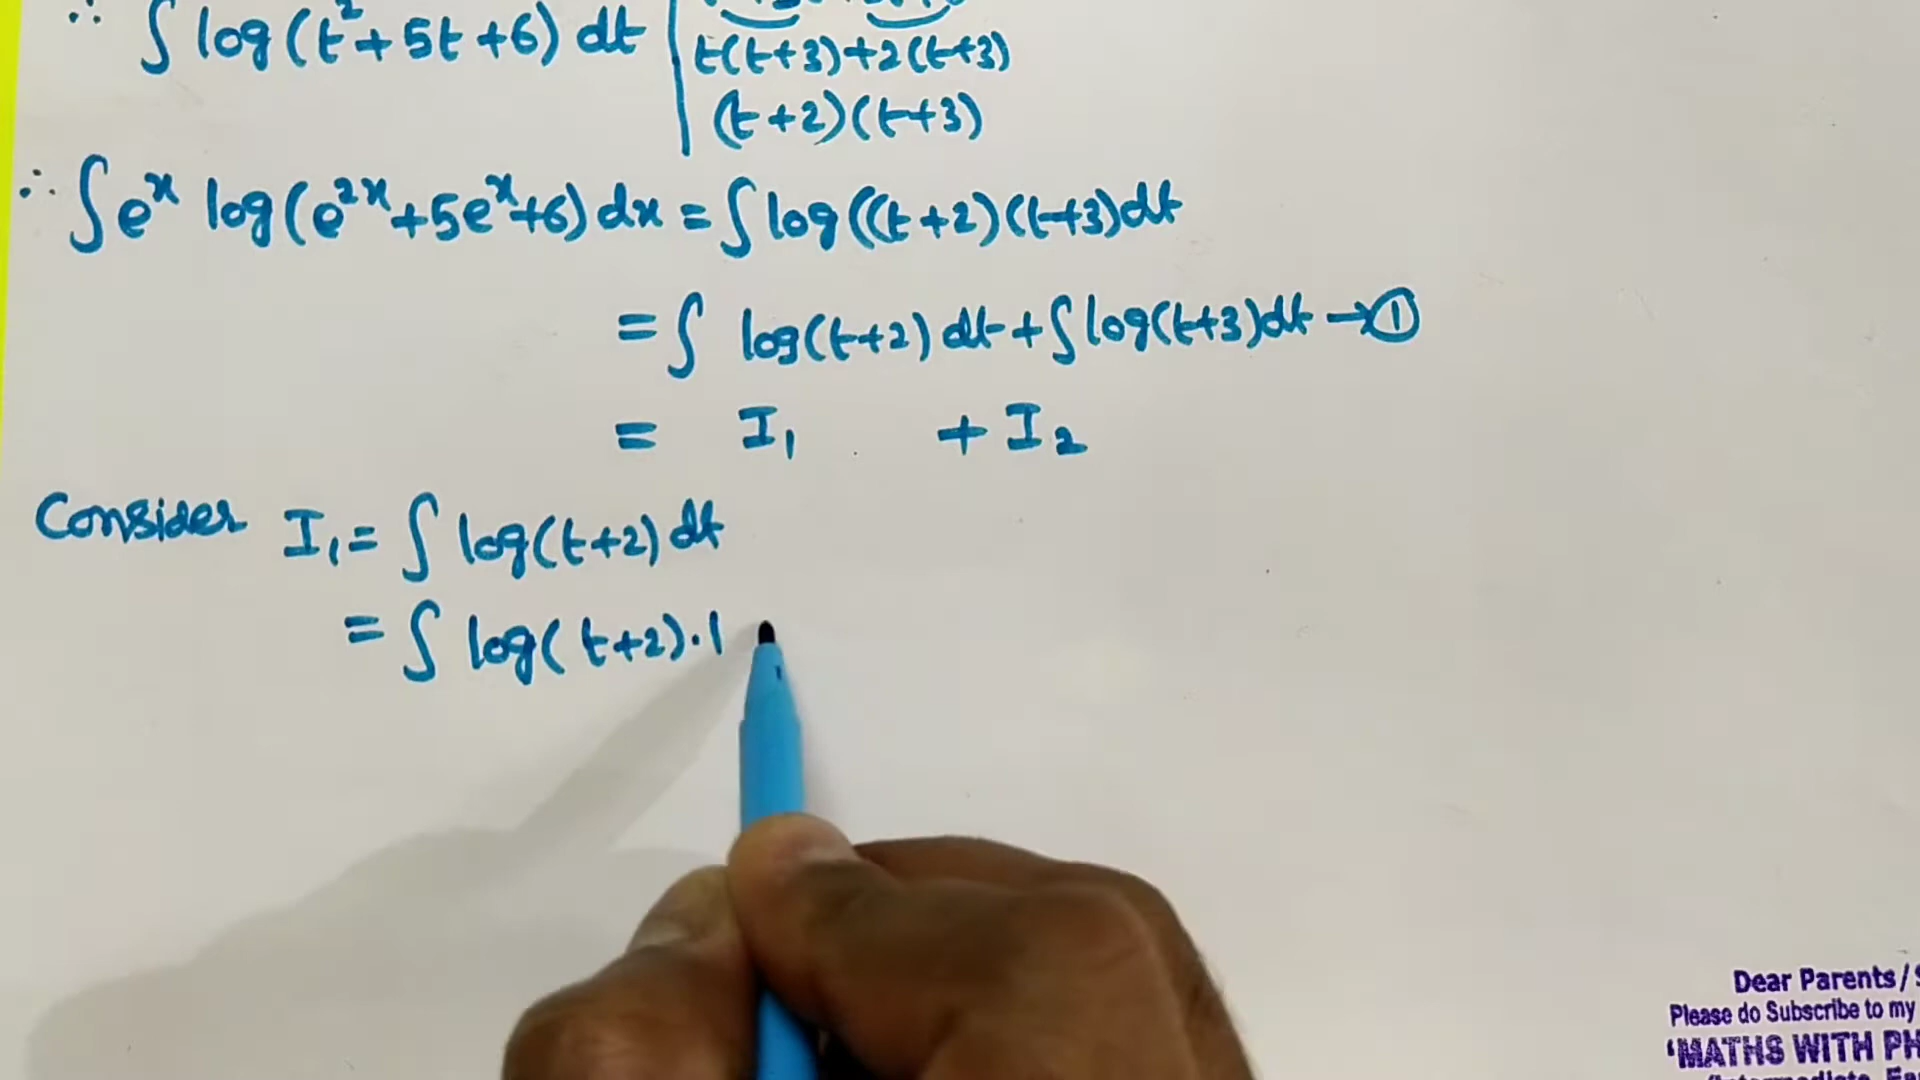 ∴ ∫ log(t²+5t+6) dt
t(t+3)+2(t+3)
(t+2)(t+3)
∴ ∫eˣ log(e²ˣ+5eˣ+6) dx = ∫log((t+2)(t+3)dt
= ∫ log(t+2) dt + ∫log(t+3)dt → ①
= I₁ + I₂
Consider I₁ = ∫ log(t+2) dt
= ∫ log(t+2)·1
Dear Parents/
Please do Subscribe to my
'MATHS WITH